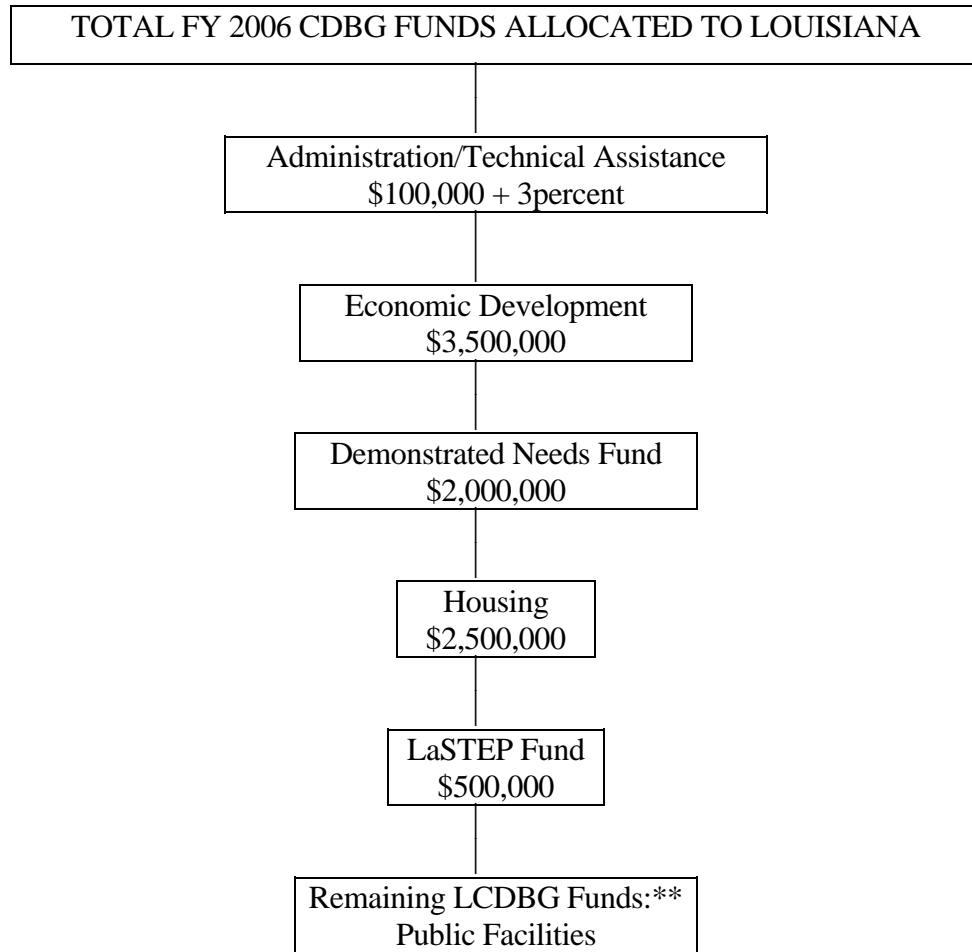 TOTAL FY 2006 CDBG FUNDS ALLOCATED TO LOUISIANA
Administration/Technical Assistance
$100,000 + 3percent
Economic Development
$3,500,000
Demonstrated Needs Fund
$2,000,000
Housing
$2,500,000
LaSTEP Fund
$500,000
Remaining LCDBG Funds:**
Public Facilities